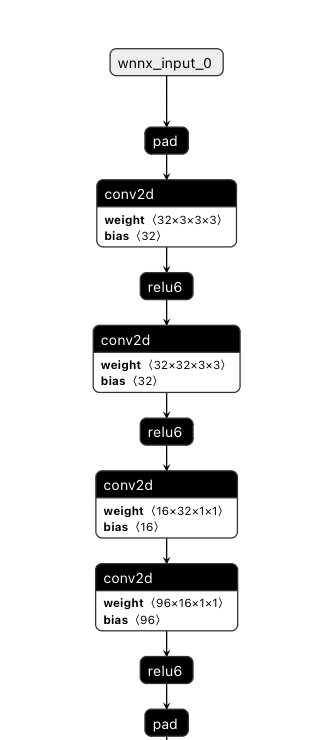 wnnx_input_0
pad
conv2d
weight ⟨32×3×3×3⟩
bias ⟨32⟩
relu6
conv2d
weight ⟨32×32×3×3⟩
bias ⟨32⟩
relu6
conv2d
weight ⟨16×32×1×1⟩
bias ⟨16⟩
conv2d
weight ⟨96×16×1×1⟩
bias ⟨96⟩
relu6
pad